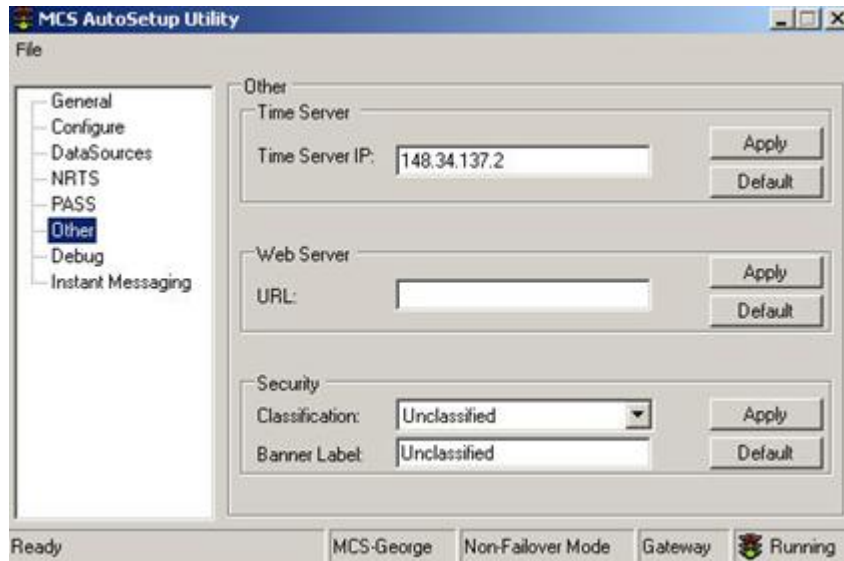 MCS AutoSetup Utility
File
General
Configure
DataSources
NRTS
PASS
Other
Debug
Instant Messaging
Other
Time Server
Time Server IP: 148.34.137.2
Apply
Default
Web Server
URL:
Apply
Default
Security
Classification: Unclassified
Banner Label: Unclassified
Apply
Default
Ready MCS-George Non-Failover Mode Gateway Running